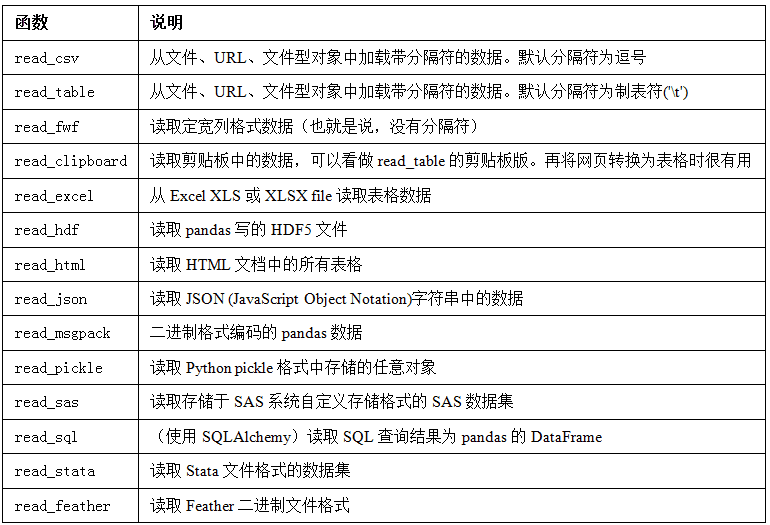 函数 说明
read_csv 从文件、URL、文件型对象中加载带分隔符的数据。默认分隔符为逗号
read_table 从文件、URL、文件型对象中加载带分隔符的数据。默认分隔符为制表符('\t')
read_fwf 读取定宽列格式数据（也就是说，没有分隔符）
read_clipboard 读取剪贴板中的数据，可以看做 read_table 的剪贴板版。再将网页转换为表格时很有用
read_excel 从 Excel XLS 或 XLSX file 读取表格数据
read_hdf 读取 pandas 写的 HDF5 文件
read_html 读取 HTML 文档中的所有表格
read_json 读取 JSON (JavaScript Object Notation)字符串中的数据
read_msgpack 二进制格式编码的 pandas 数据
read_pickle 读取 Python pickle 格式中存储的任意对象
read_sas 读取存储于 SAS 系统自定义存储格式的 SAS 数据集
read_sql （使用 SQLAlchemy）读取 SQL 查询结果为 pandas 的 DataFrame
read_stata 读取 Stata 文件格式的数据集
read_feather 读取 Feather 二进制文件格式